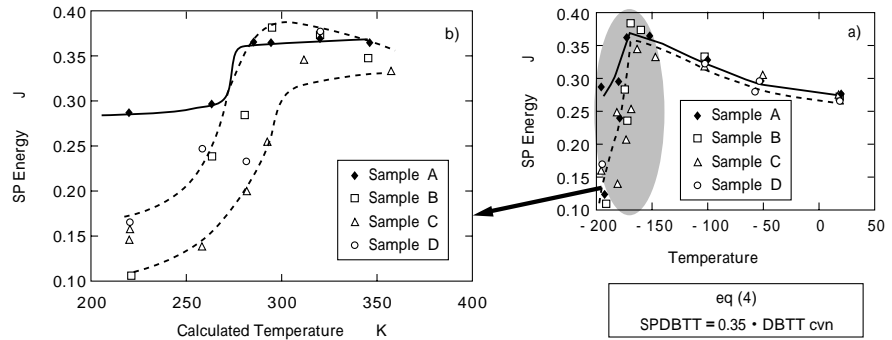 b)
0.40
0.35
0.30
0.25
0.20
0.15
0.10
SP Energy J
200
250
300
350
400
Calculated Temperature K
Sample A
Sample B
Sample C
Sample D
a)
0.40
0.35
0.30
0.25
0.20
0.15
0.10
SP Energy J
-200
-150
-100
-50
0
50
Temperature
Sample A
Sample B
Sample C
Sample D
eq (4)
SPDBTT = 0.35 • DBTT cvn